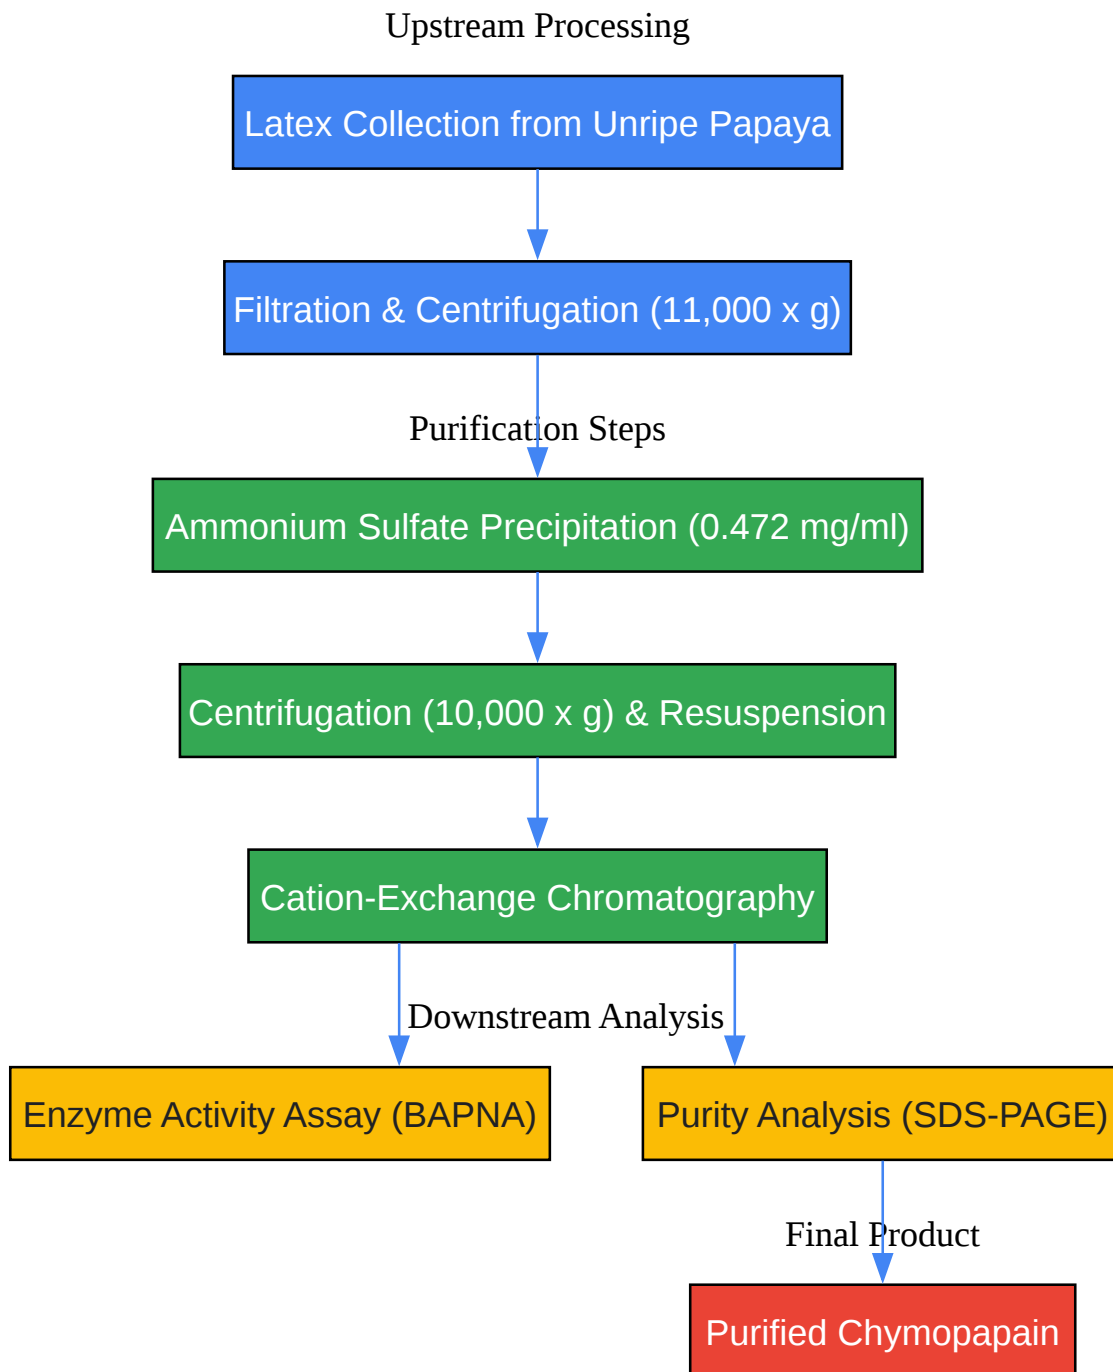 Upstream Processing
Latex Collection from Unripe Papaya
Filtration & Centrifugation (11,000 x g)
Purification Steps
Ammonium Sulfate Precipitation (0.472 mg/ml)
Centrifugation (10,000 x g) & Resuspension
Cation-Exchange Chromatography
Downstream Analysis
Enzyme Activity Assay (BAPNA)
Purity Analysis (SDS-PAGE)
Final Product
Purified Chymopapain